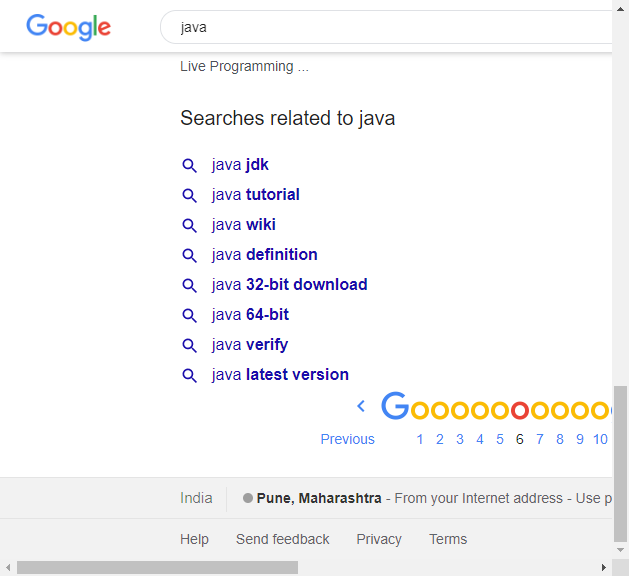 Google
java
Live Programming ...
Searches related to java
java jdk
java tutorial
java wiki
java definition
java 32-bit download
java 64-bit
java verify
java latest version
Goooooooooo
Previous 1 2 3 4 5 6 7 8 9 10
India Pune, Maharashtra - From your Internet address - Use p
Help Send feedback Privacy Terms